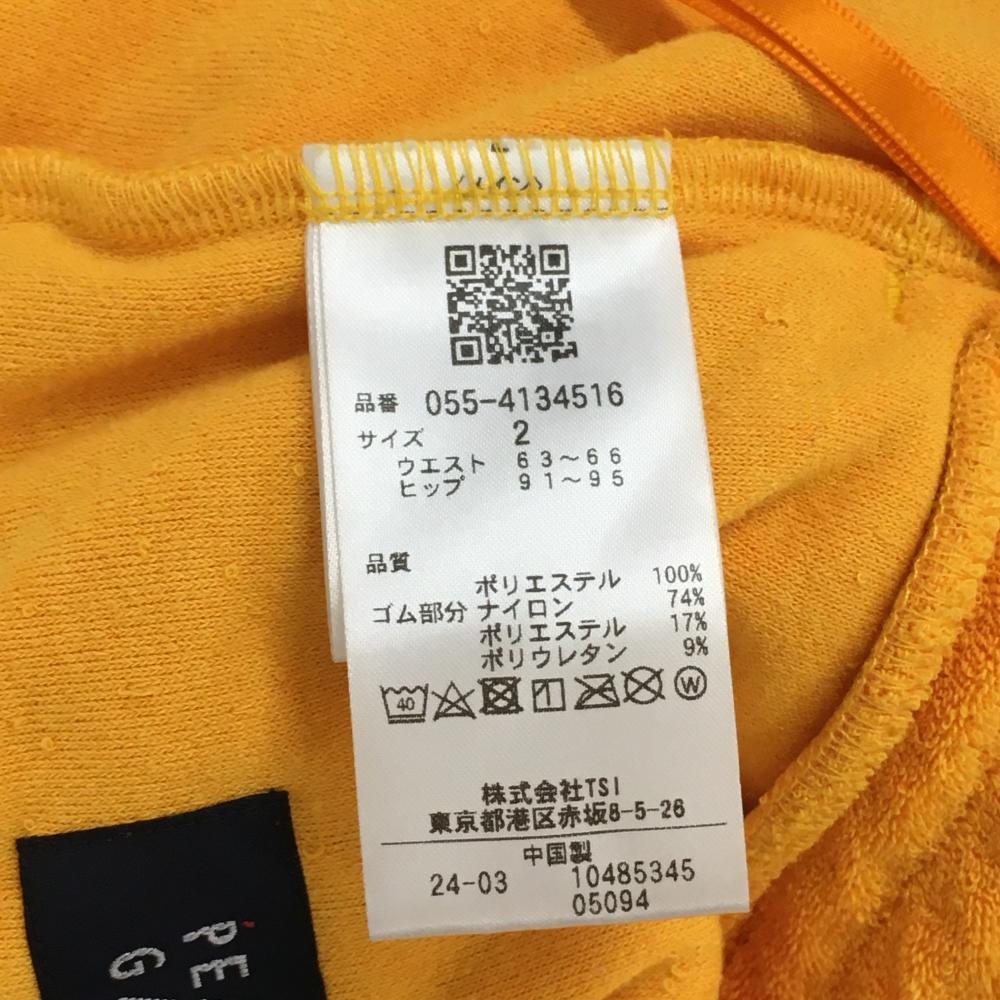 品番 055-4134516
サイズ 2
ウエスト 63～66
ヒップ 91～95
品質
ポリエステル 100%
ゴム部分 ナイロン 74%
ポリエステル 17%
ポリウレタン 9%
40
W
株式会社TSI
東京都港区赤坂8-5-26
中国製
24-03 10485345
05094
PE
G